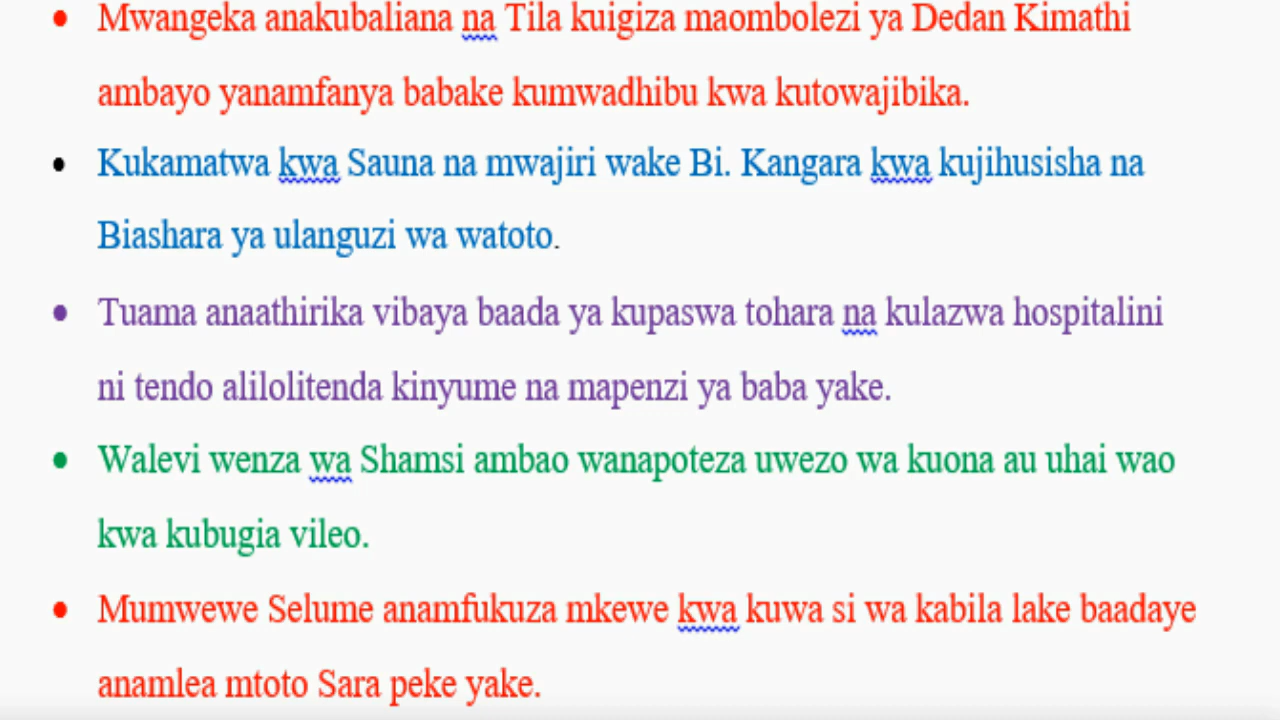 • Mwangeka anakubaliana na Tila kuigiza maombolezi ya Dedan Kimathi
ambayo yanamfanya babake kumwadhibu kwa kutowajibika.
• Kukamatwa kwa Sauna na mwajiri wake Bi. Kangara kwa kujihusisha na
Biashara ya ulanguzi wa watoto.
• Tuama anaathirika vibaya baada ya kupaswa tohara na kulazwa hospitalini
ni tendo alilolitenda kinyume na mapenzi ya baba yake.
• Walevi wenza wa Shamsi ambao wanapoteza uwezo wa kuona au uhai wao
kwa kubugia vileo.
• Mumwewe Selume anamfukuza mkewe kwa kuwa si wa kabila lake baadaye
anamlea mtoto Sara peke yake.